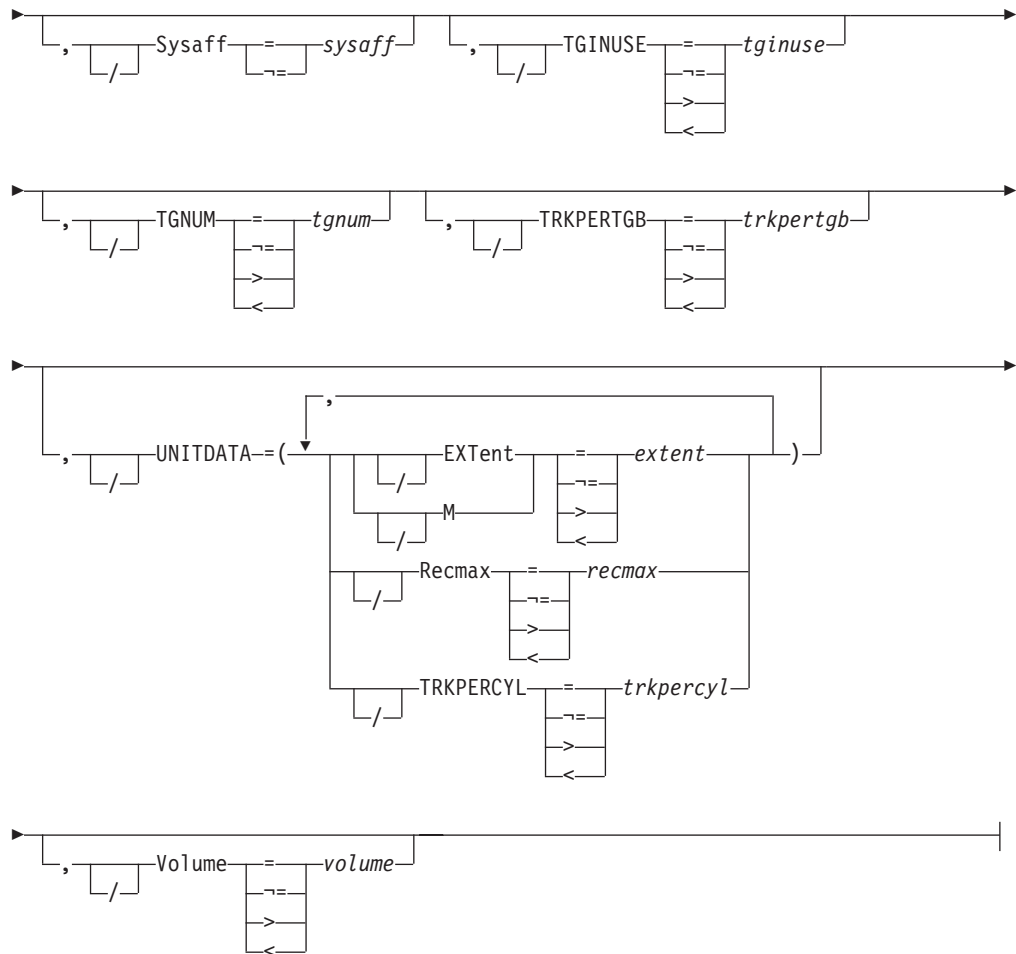 , / Sysaff = sysaff , / TGINUSE = tginuse
¬= ¬=
>
<
, / TGNUM = tgnum , / TRKPERTGB = trkpertgb
¬= ¬=
> >
< <
,
, / UNITDATA =( / EXTent = extent )
¬=
/ M >
<
/ Recmax = recmax
¬=
>
<
/ TRKPERCYL = trkpercyl
¬=
>
<
, / Volume = volume
¬=
>
<